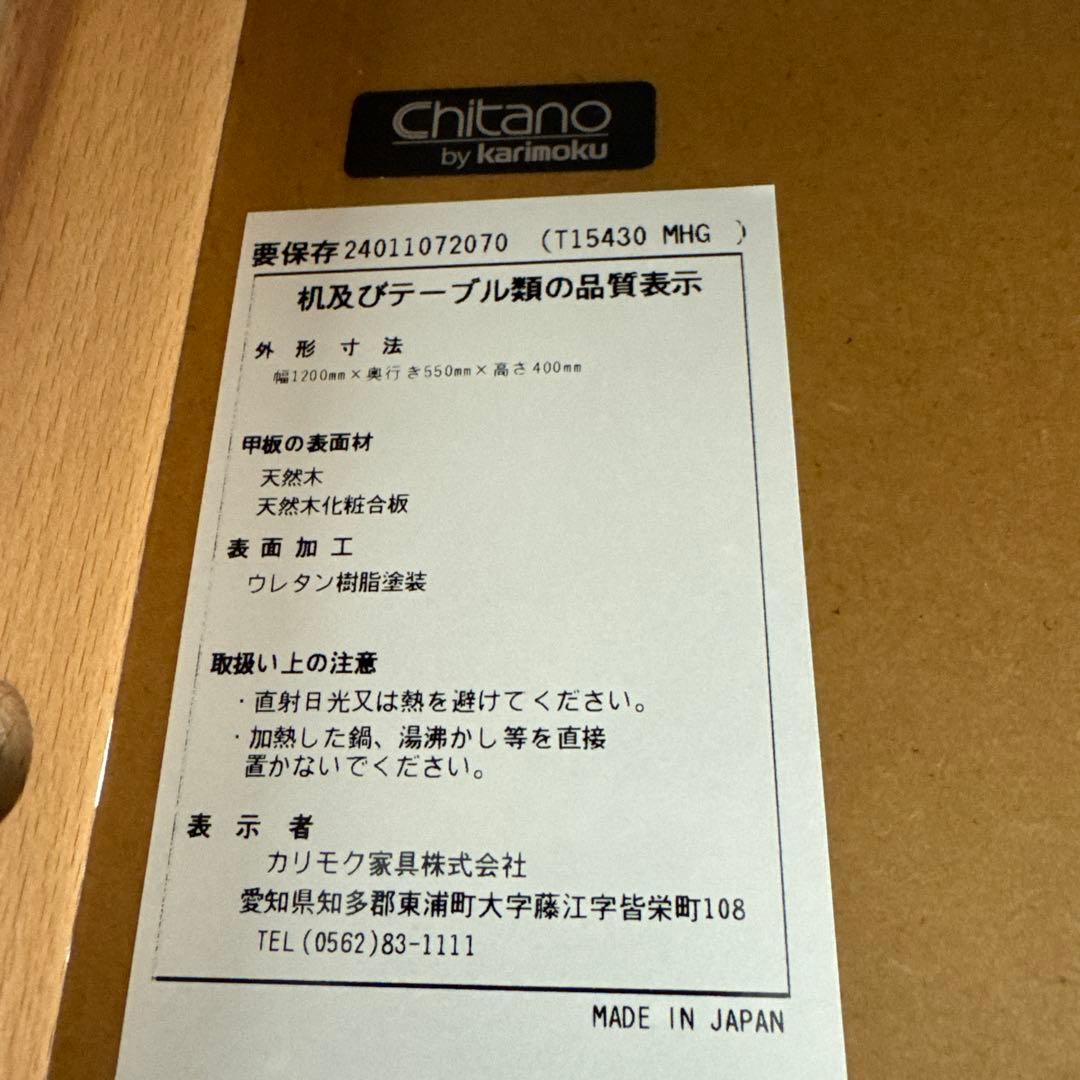 Chitano
by karimoku
要保存24011072070 (T15430 MHG )
机及びテーブル類の品質表示
外形寸法
幅1200mm×奥行き550mm×高さ400mm
甲板の表面材
天然木
天然木化粧合板
表面加工
ウレタン樹脂塗装
取扱い上の注意
・直射日光又は熱を避けてください。
・加熱した鍋、湯沸かし等を直接
置かないでください。
表示者
カリモク家具株式会社
愛知県知多郡東浦町大字藤江字皆栄町108
TEL(0562)83-1111
MADE IN JAPAN